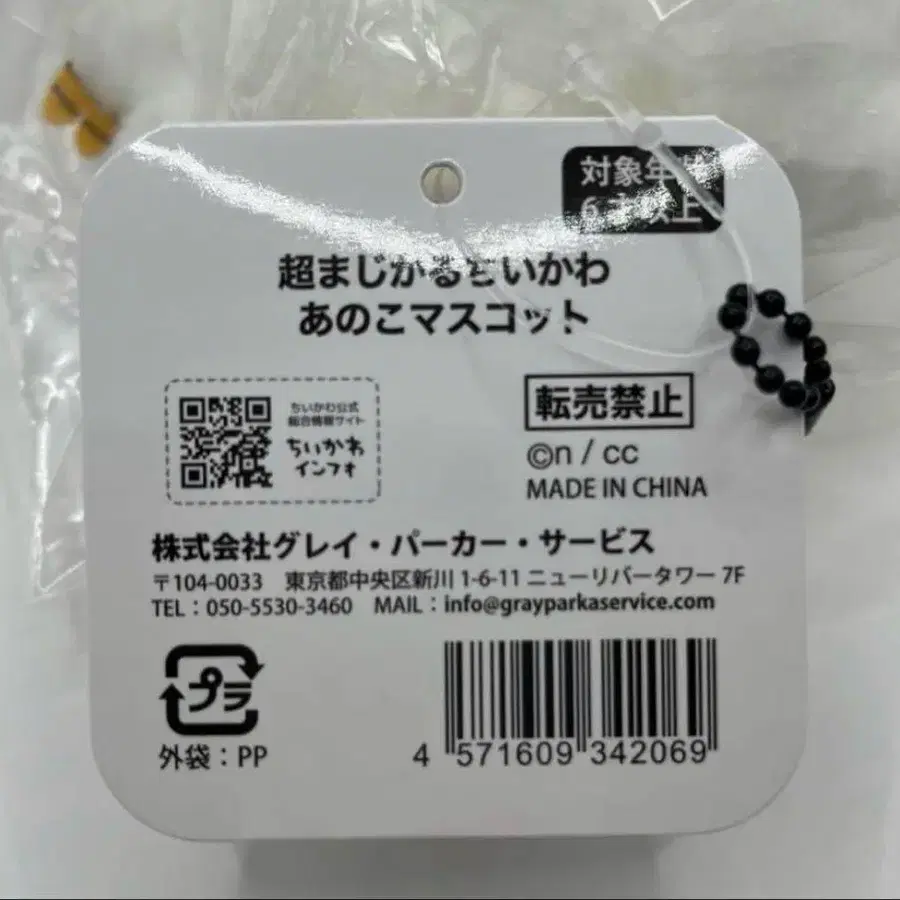 対象年齢
6才以上
超まじかるちいかわ
あのこマスコット
ちいかわ公式
総合情報サイト
ちいかわ
インフォ
転売禁止
©n / cc
MADE IN CHINA
株式会社グレイ・パーカー・サービス
〒104-0033 東京都中央区新川 1-6-11 ニューリバータワー 7F
TEL：050-5530-3460 MAIL：info@grayparkaservice.com
プラ
外袋：PP
4 571609 342069